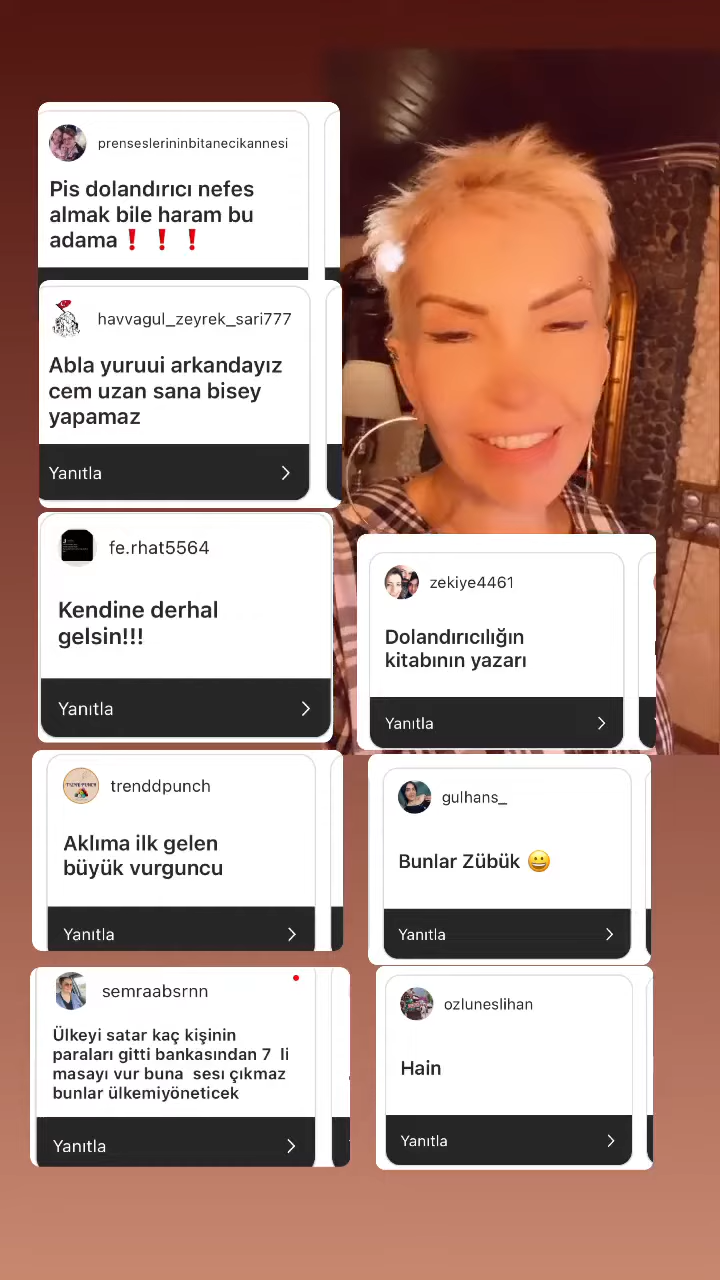 prenseslerininbitanecikannesi
Pis dolandırıcı nefes
almak bile haram bu
adama❗❗❗
havvagul_zeyrek_sari777
Abla yuruui arkandayız
cem uzan sana bisey
yapamaz
Yanıtla
fe.rhat5564
Kendine derhal
gelsin!!!
Yanıtla
zekiye4461
Dolandırıcılığın
kitabının yazarı
Yanıtla
trenddpunch
Aklıma ilk gelen
büyük vurguncu
Yanıtla
gulhans_
Bunlar Zübük 😀
Yanıtla
semraabsrnn
Ülkeyi satar kaç kişinin
paraları gitti bankasından 7 li
masayı vur buna sesı çıkmaz
bunlar ülkemiyöneticek
Yanıtla
ozluneslihan
Hain
Yanıtla